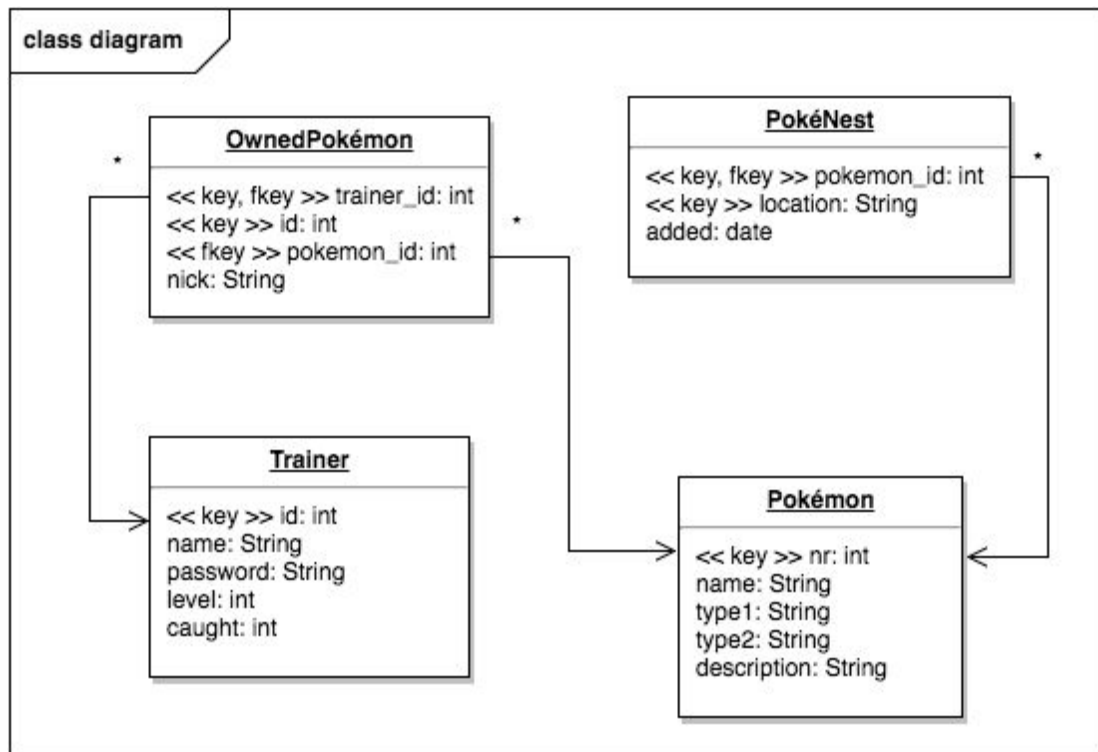 class diagram
OwnedPokémon
<< key, fkey >> trainer_id: int
<< key >> id: int
<< fkey >> pokemon_id: int
nick: String
*
*
PokéNest
<< key, fkey >> pokemon_id: int
<< key >> location: String
added: date
*
Trainer
<< key >> id: int
name: String
password: String
level: int
caught: int
Pokémon
<< key >> nr: int
name: String
type1: String
type2: String
description: String